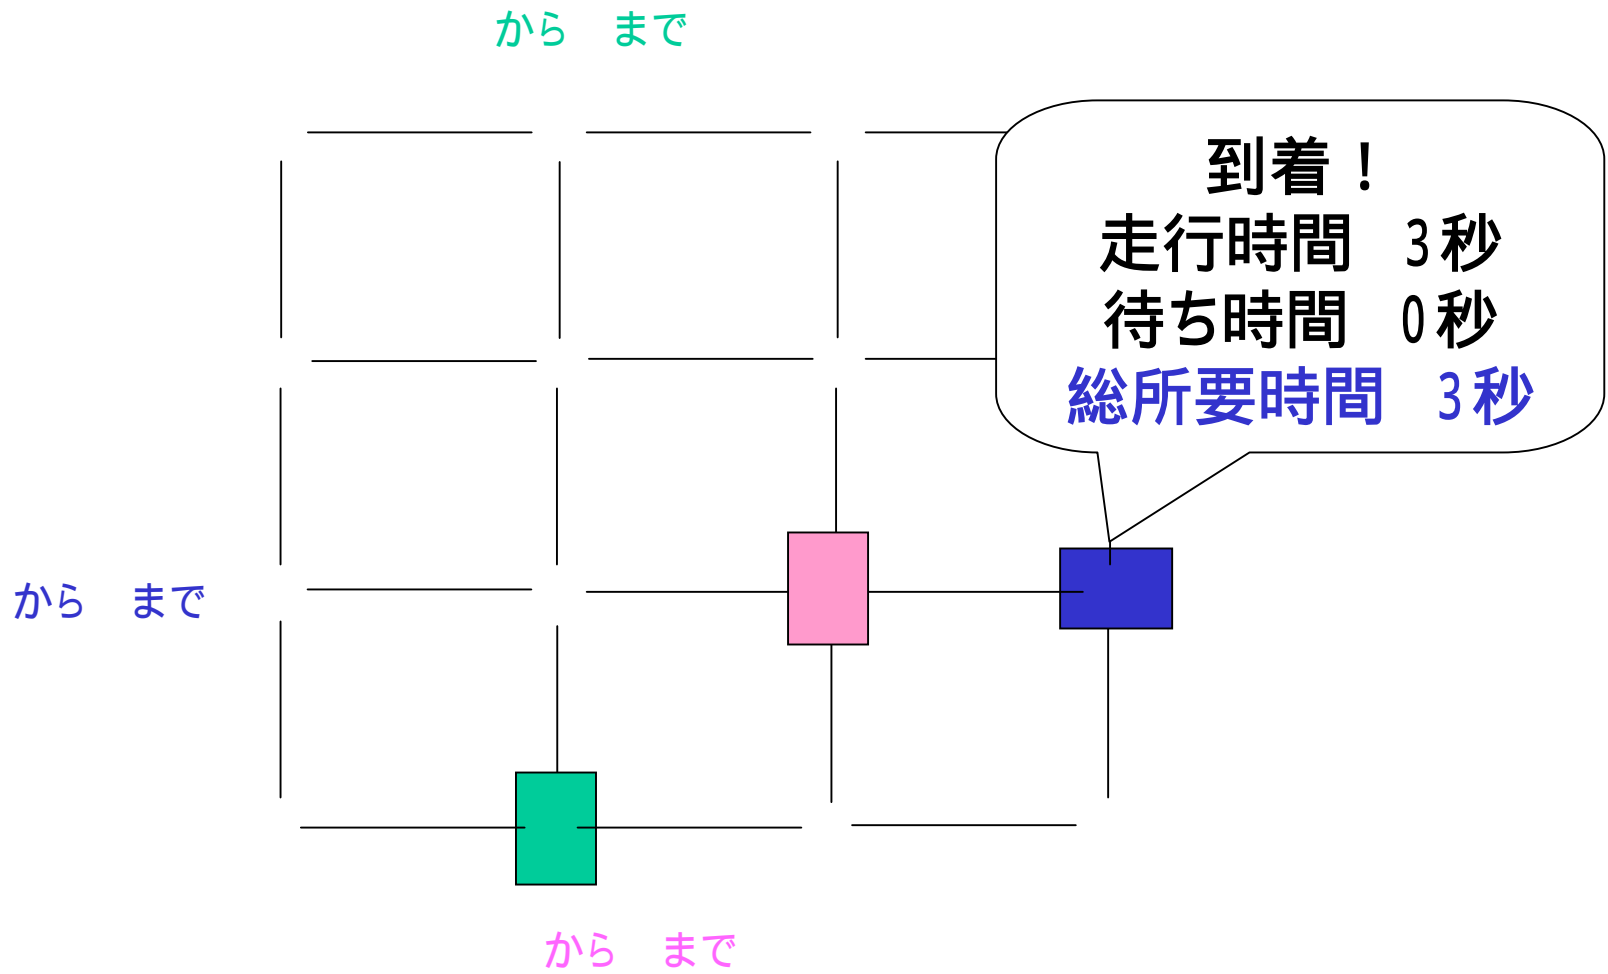 から　まで
到着！
走行時間　3秒
待ち時間　0秒
総所要時間　3秒
から　まで
から　まで